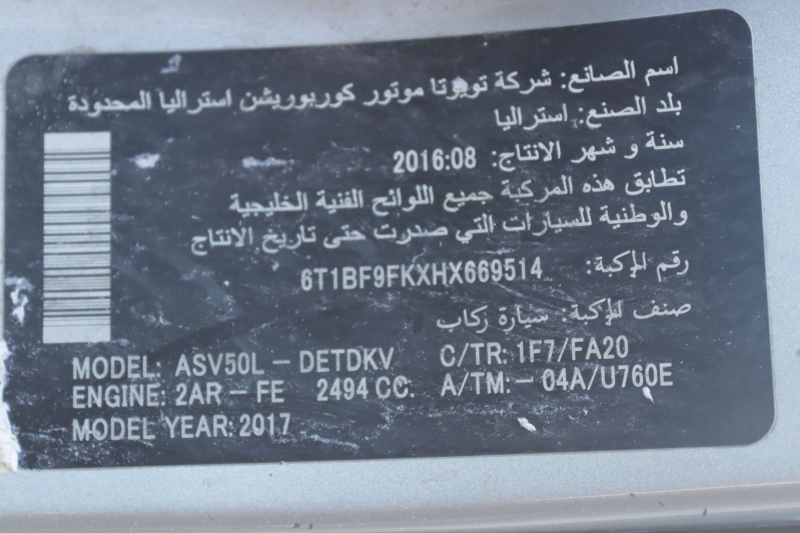 اسم الصانع: شركة تويوتا موتور كوربوريشن استراليا المحدودة
بلد الصنع: استراليا
سنة و شهر الانتاج: 2016:08
تطابق هذه المركبة جميع اللوائح الفنية الخليجية
والوطنية للسيارات التي صدرت حتى تاريخ الانتاج
رقم المركبة: 6T1BF9FKXHX669514
صنف المركبة: سيارة ركاب
MODEL: ASV50L - DETDKV C/TR: 1F7/FA20
ENGINE: 2AR - FE 2494 CC. A/TM: - 04A/U760E
MODEL YEAR: 2017